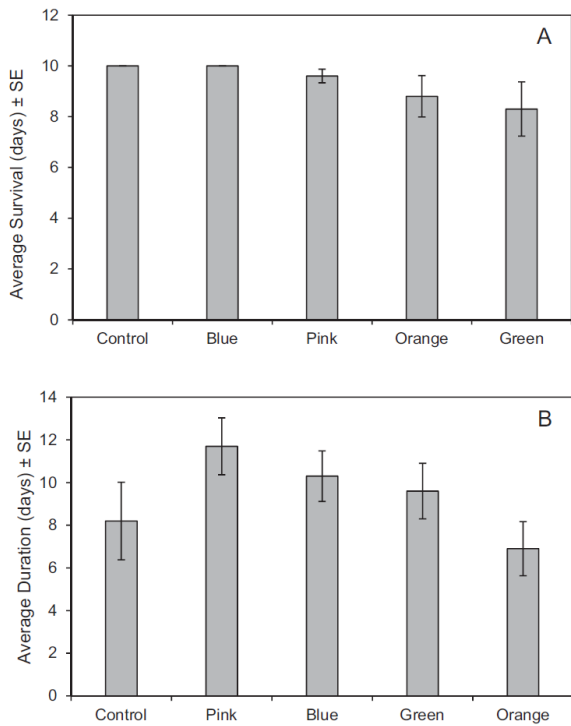 A
Average Survival (days) ± SE
12
10
8
6
4
2
0
Control Blue Pink Orange Green
B
Average Duration (days) ± SE
14
12
10
8
6
4
2
0
Control Pink Blue Green Orange